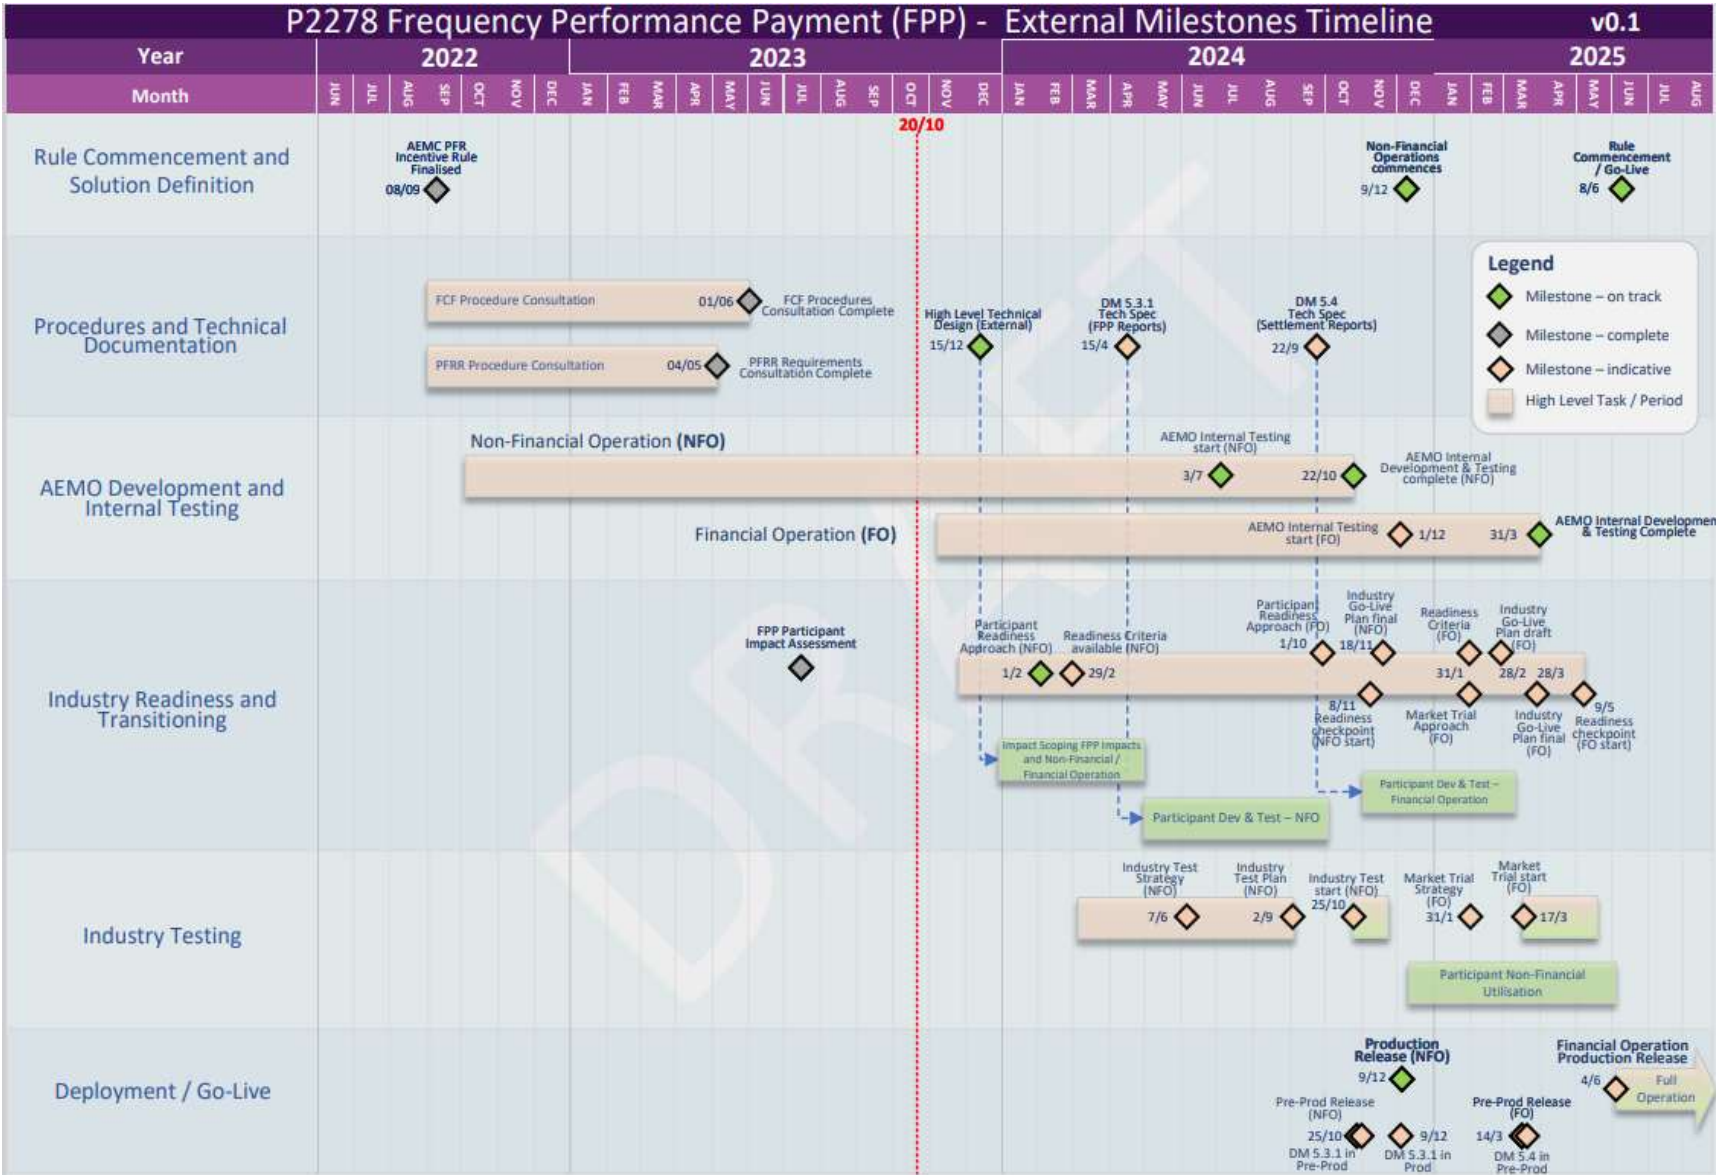 P2278 Frequency Performance Payment (FPP) - External Milestones Timeline
v0.1
Year
2022
2023
2024
2025
Month
JUN JUL AUG SEP OCT NOV DEC JAN FEB MAR APR MAY JUN JUL AUG SEP OCT NOV DEC JAN FEB MAR APR MAY JUN JUL AUG SEP OCT NOV DEC JAN FEB MAR APR MAY JUN JUL AUG
20/10
Rule Commencement and
Solution Definition
AEMC PFR
Incentive Rule
Finalised
08/09
Non-Financial
Operations
commences
9/12
Rule
Commencement
/ Go-Live
8/6
Procedures and Technical
Documentation
FCF Procedure Consultation
01/06
FCF Procedures
Consultation Complete
PFRR Procedure Consultation
04/05
PFRR Requirements
Consultation Complete
High Level Technical
Design (External)
15/12
DM 5.3.1
Tech Spec
(FPP Reports)
15/4
DM 5.4
Tech Spec
(Settlement Reports)
22/9
Legend
Milestone – on track
Milestone – complete
Milestone – indicative
High Level Task / Period
AEMO Development and
Internal Testing
Non-Financial Operation (NFO)
AEMO Internal Testing
start (NFO)
3/7
22/10
AEMO Internal
Development & Testing
complete (NFO)
Financial Operation (FO)
AEMO Internal Testing
start (FO)
1/12
31/3
AEMO Internal Development
& Testing Complete
Industry Readiness and
Transitioning
FPP Participant
Impact Assessment
Participant
Readiness
Approach (NFO)
1/2
Readiness Criteria
available (NFO)
29/2
Participant
Readiness
Approach (FO)
1/10
Industry
Go-Live
Plan final
(NFO)
18/11
Readiness
Criteria
(FO)
31/1
Industry
Go-Live
Plan draft
(FO)
28/2
28/3
8/11
Readiness
checkpoint
(NFO start)
Market Trial
Approach
(FO)
Industry
Go-Live
Plan final
(FO)
9/5
Readiness
checkpoint
(FO start)
Impact Scoping FPP Impacts
and Non-Financial /
Financial Operation
Participant Dev & Test – NFO
Participant Dev & Test –
Financial Operation
Industry Testing
Industry Test
Strategy
(NFO)
7/6
Industry
Test Plan
(NFO)
2/9
Industry Test
start (NFO)
25/10
Market Trial
Strategy
(FO)
31/1
Market
Trial start
(FO)
17/3
Participant Non-Financial
Utilisation
Deployment / Go-Live
Production
Release (NFO)
9/12
Financial Operation
Production Release
4/6
Full
Operation
Pre-Prod Release
(NFO)
25/10
DM 5.3.1 in
Pre-Prod
9/12
DM 5.3.1 in
Prod
Pre-Prod Release
(FO)
14/3
DM 5.4 in
Pre-Prod
DRAFT